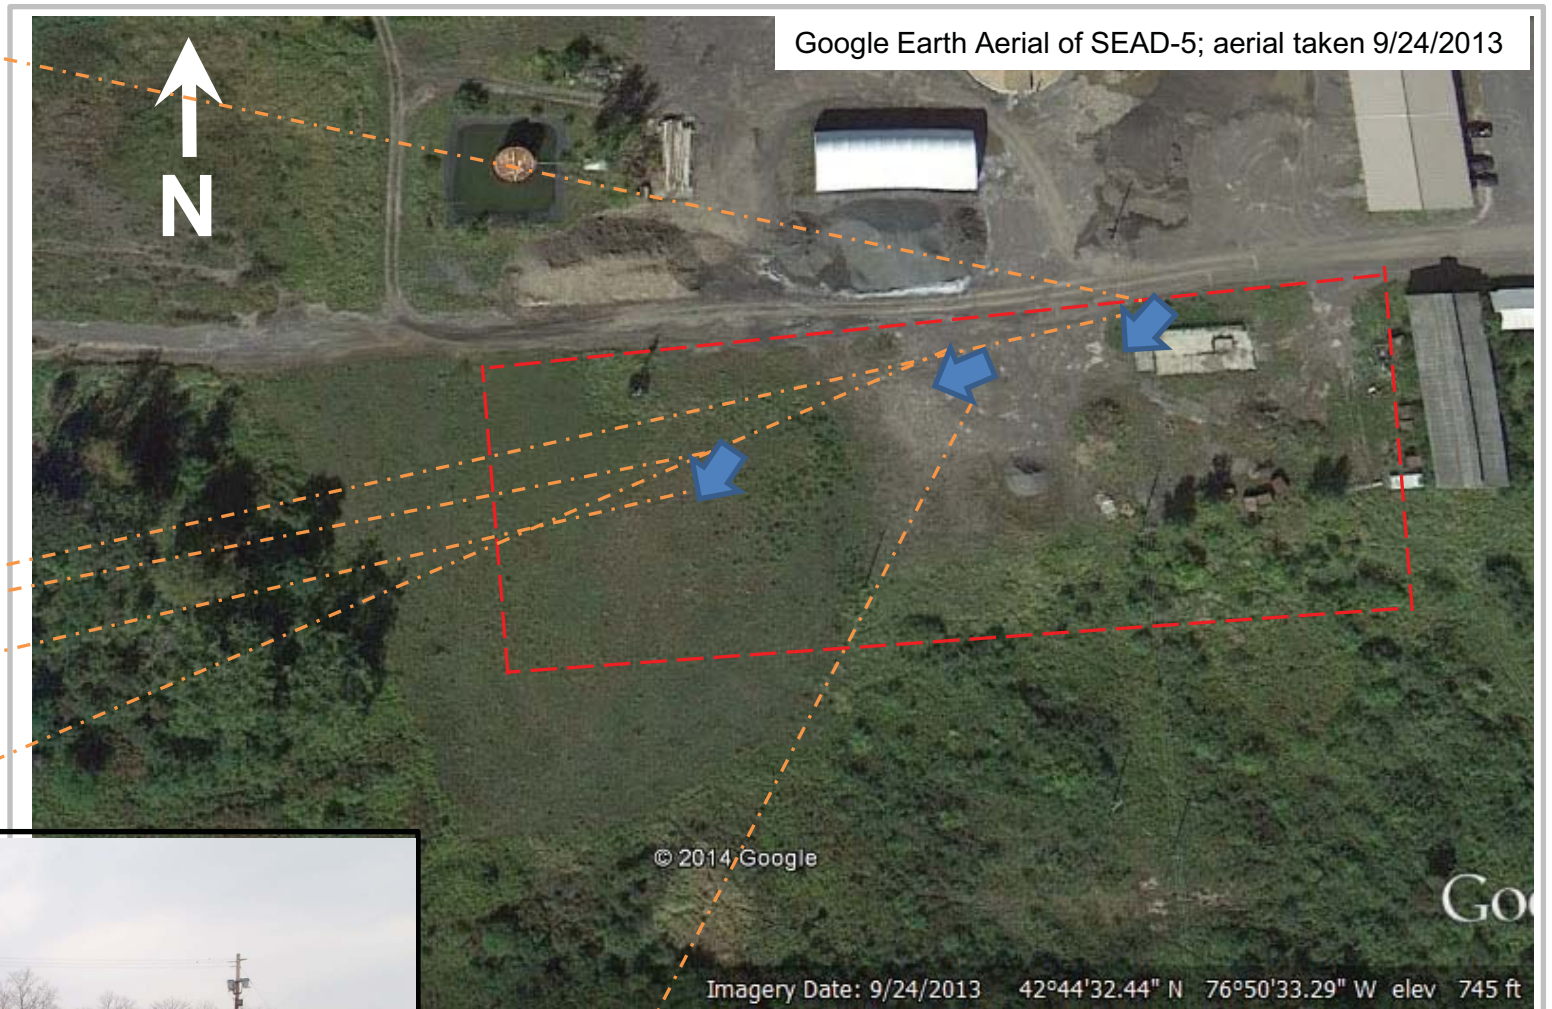 Google Earth Aerial of SEAD-5; aerial taken 9/24/2013
N
© 2014 Google
Goo
Imagery Date: 9/24/2013 42°44'32.44" N 76°50'33.29" W elev 745 ft